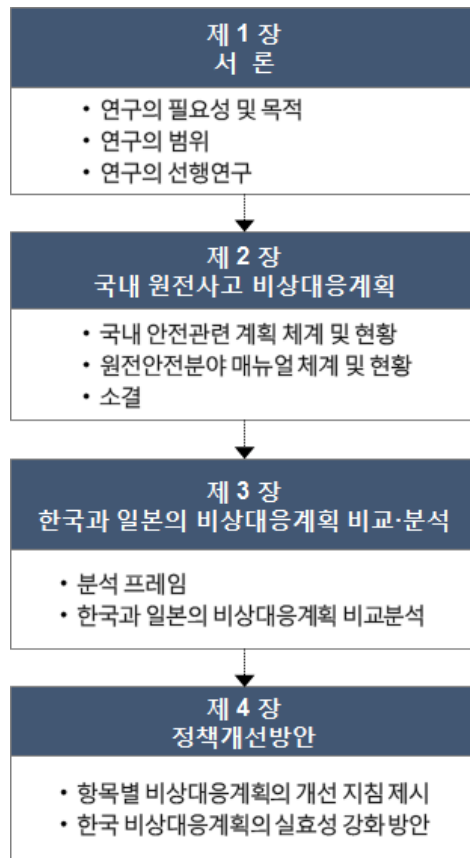 제 1 장
서 론
• 연구의 필요성 및 목적
• 연구의 범위
• 연구의 선행연구
제 2 장
국내 원전사고 비상대응계획
• 국내 안전관련 계획 체계 및 현황
• 원전안전분야 매뉴얼 체계 및 현황
• 소결
제 3 장
한국과 일본의 비상대응계획 비교·분석
• 분석 프레임
• 한국과 일본의 비상대응계획 비교분석
제 4 장
정책개선방안
• 항목별 비상대응계획의 개선 지침 제시
• 한국 비상대응계획의 실효성 강화 방안